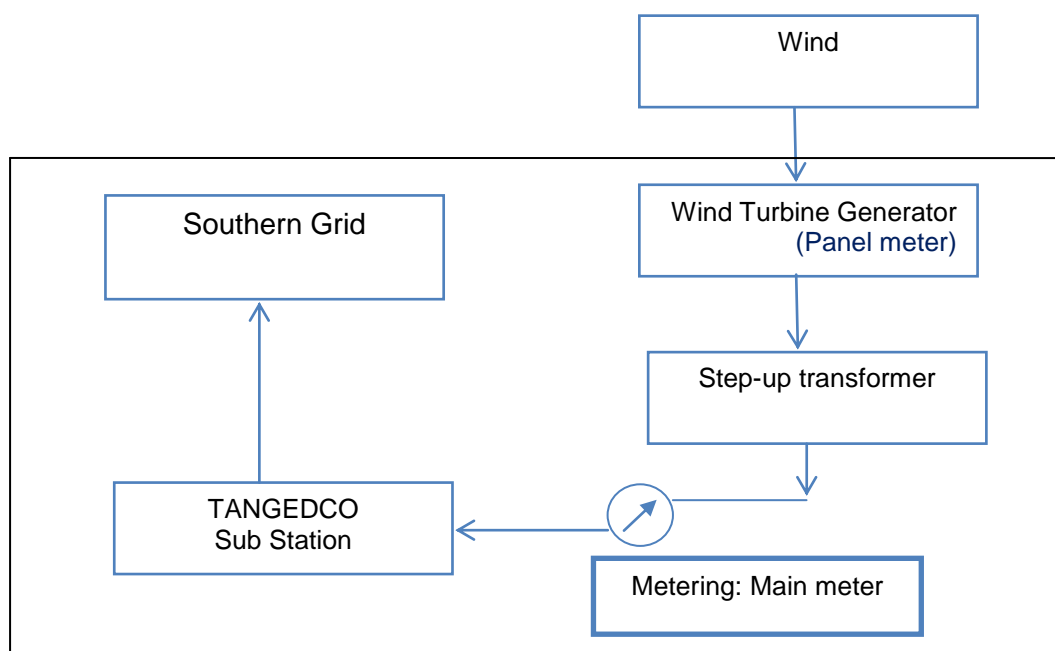 Wind
Southern Grid
Wind Turbine Generator
(Panel meter)
Step-up transformer
TANGEDCO
Sub Station
Metering: Main meter